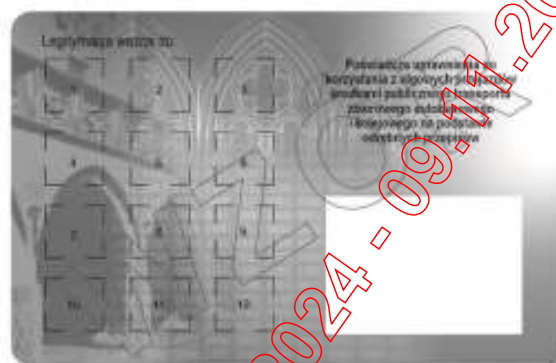 Legitymacja ważna do:
1 2 3
4 5 6
7 8 9
10 11 12
Poświadcza uprawnienia do
korzystania z ulgowych przejazdów
środkami publicznego transportu
zbiorowego autobusowego
i kolejowego na podstawie
odrębnych przepisów
2024 - 09.11.20